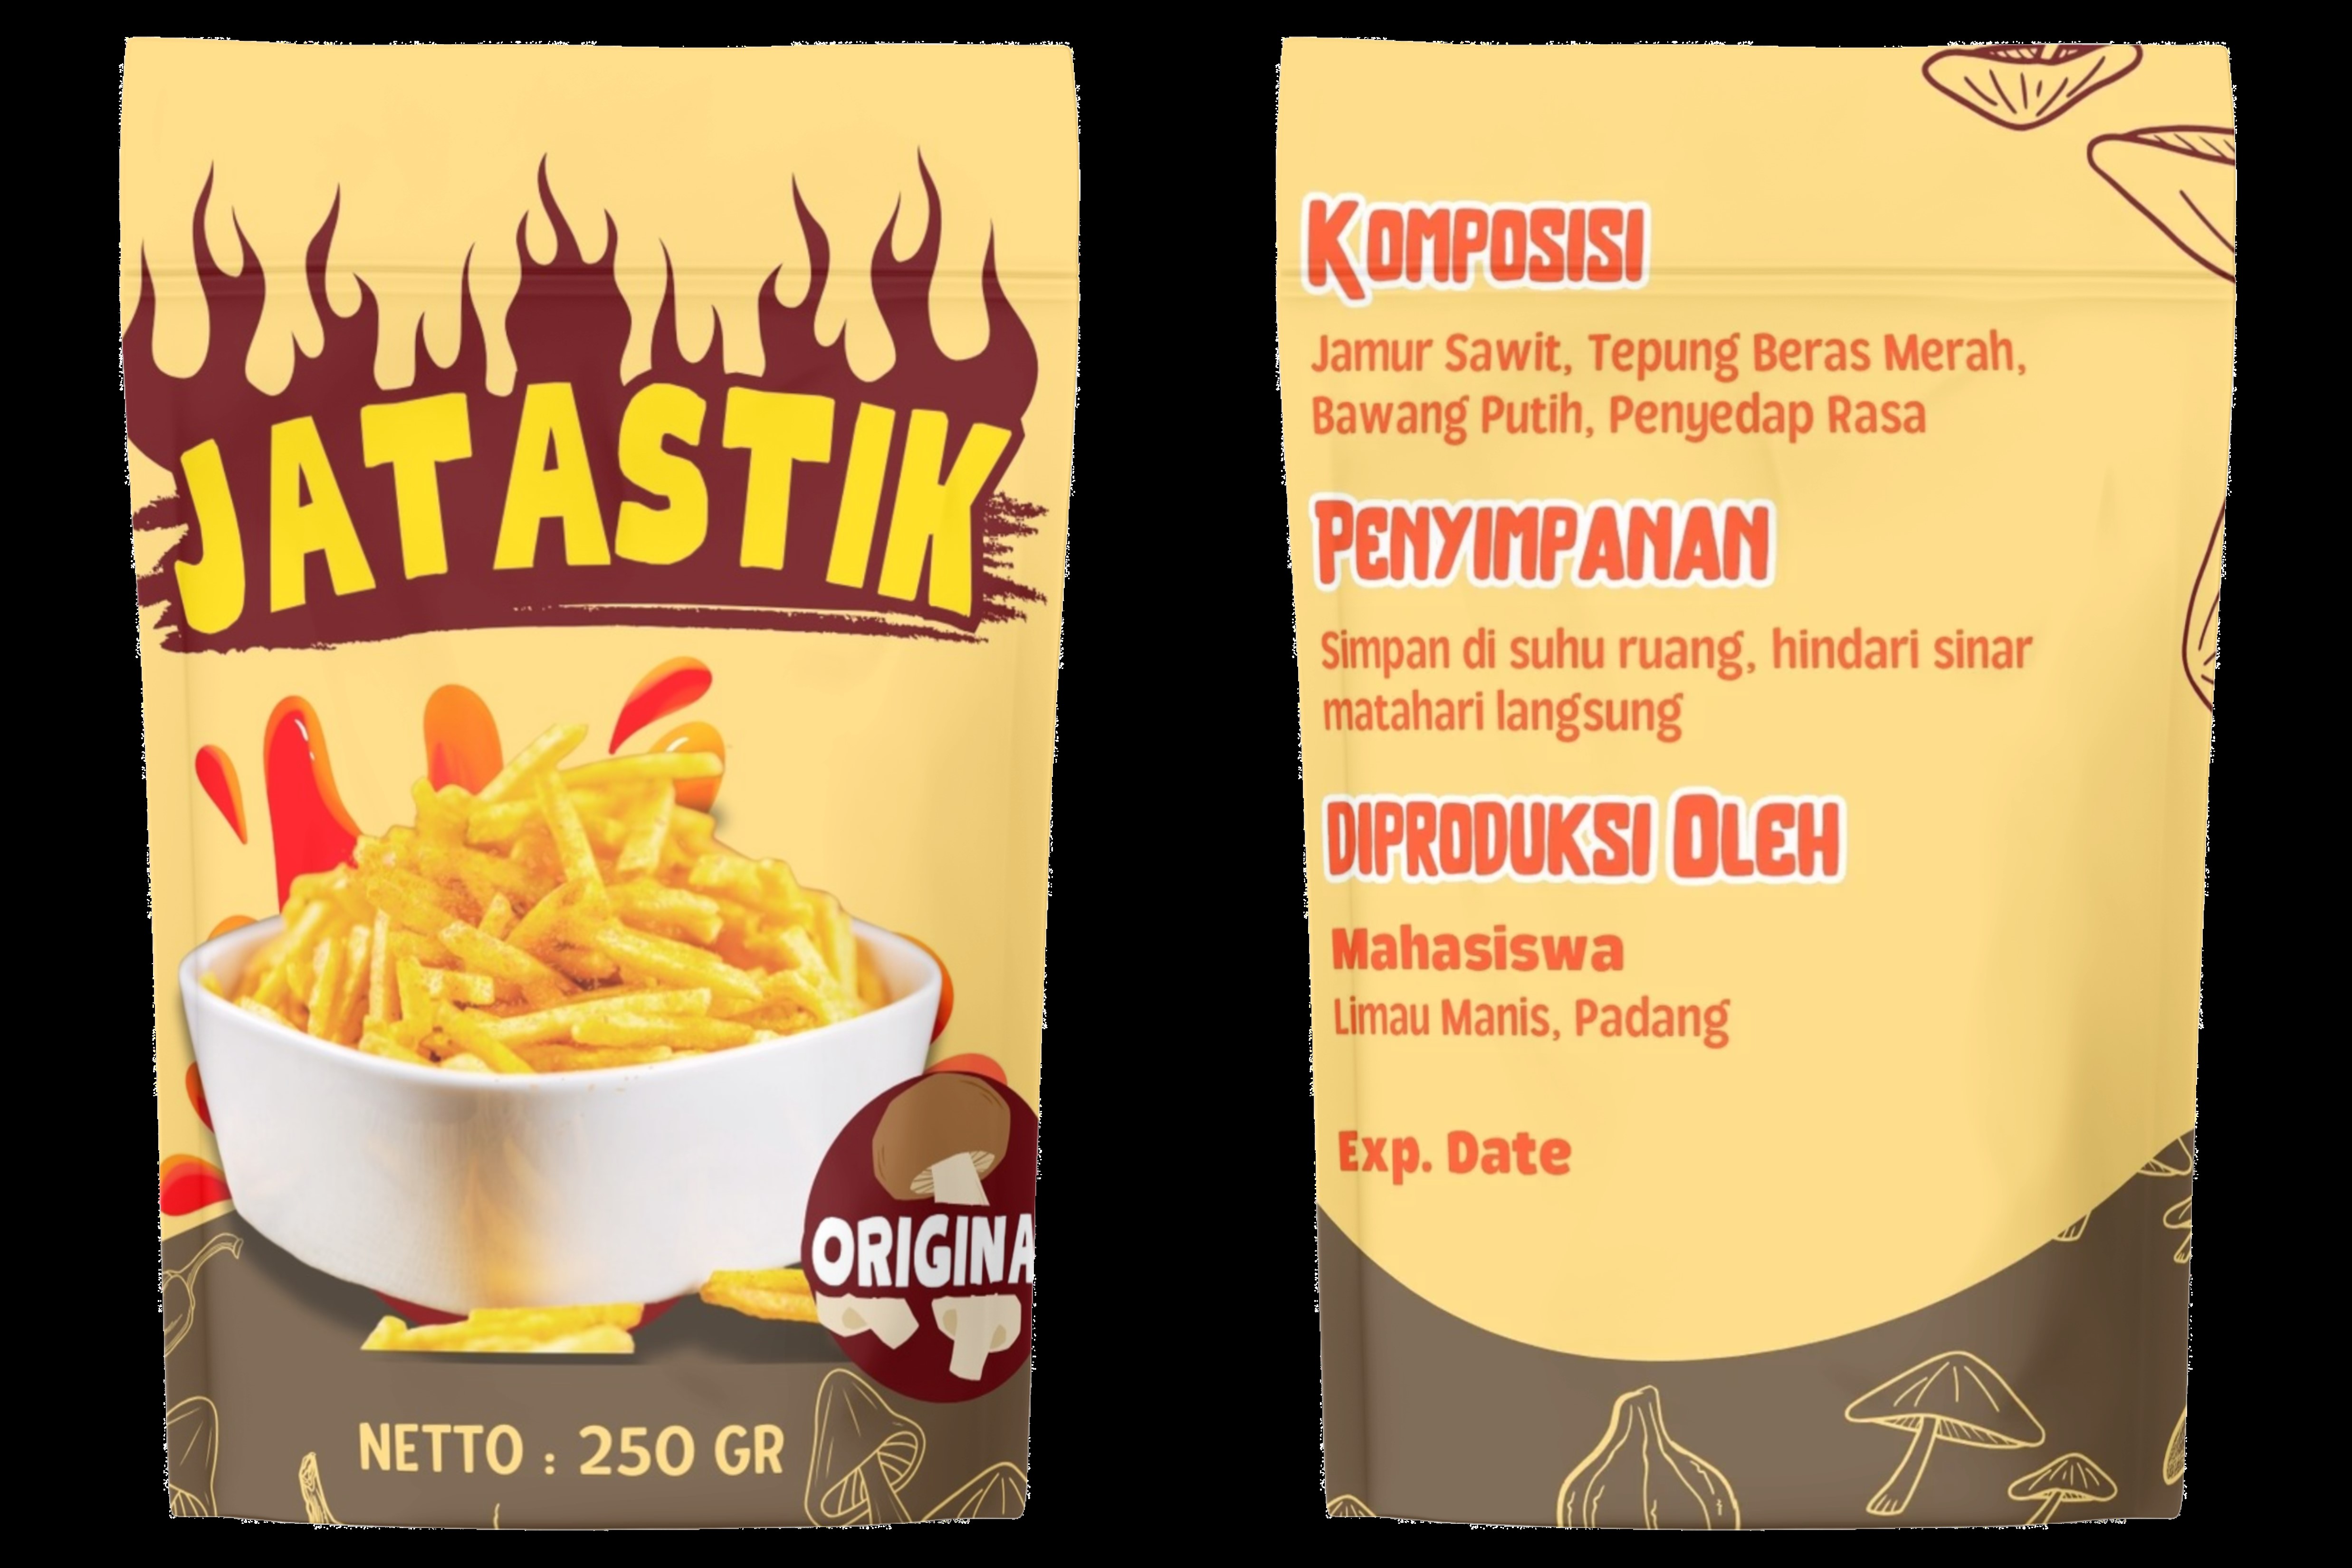 JATASTIK
ORIGINA
NETTO : 250 GR
KOMPOSISI
Jamur Sawit, Tepung Beras Merah,
Bawang Putih, Penyedap Rasa
PENYIMPANAN
Simpan di suhu ruang, hindari sinar
matahari langsung
DIPRODUKSI OLEH
Mahasiswa
Limau Manis, Padang
Exp. Date